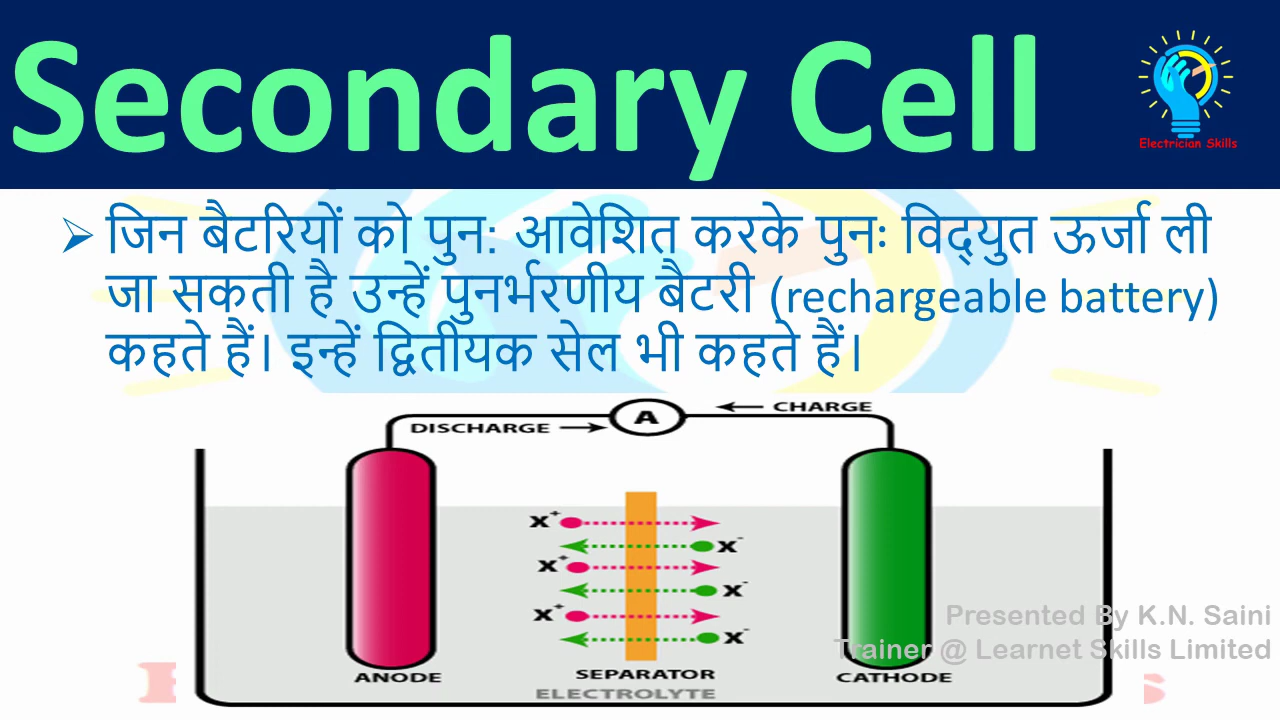 Secondary Cell
Electrician Skills
➢ जिन बैटरियों को पुन: आवेशित करके पुनः विद्‌युत ऊर्जा ली
जा सकती है उन्हें पुनर्भरणीय बैटरी (rechargeable battery)
कहते हैं। इन्हें द्वितीयक सेल भी कहते हैं।
A
DISCHARGE
CHARGE
X+
X-
X+
X-
X+
X-
Presented By K.N. Saini
Trainer @ Learnet Skills Limited
ANODE
SEPARATOR
CATHODE
ELECTROLYTE